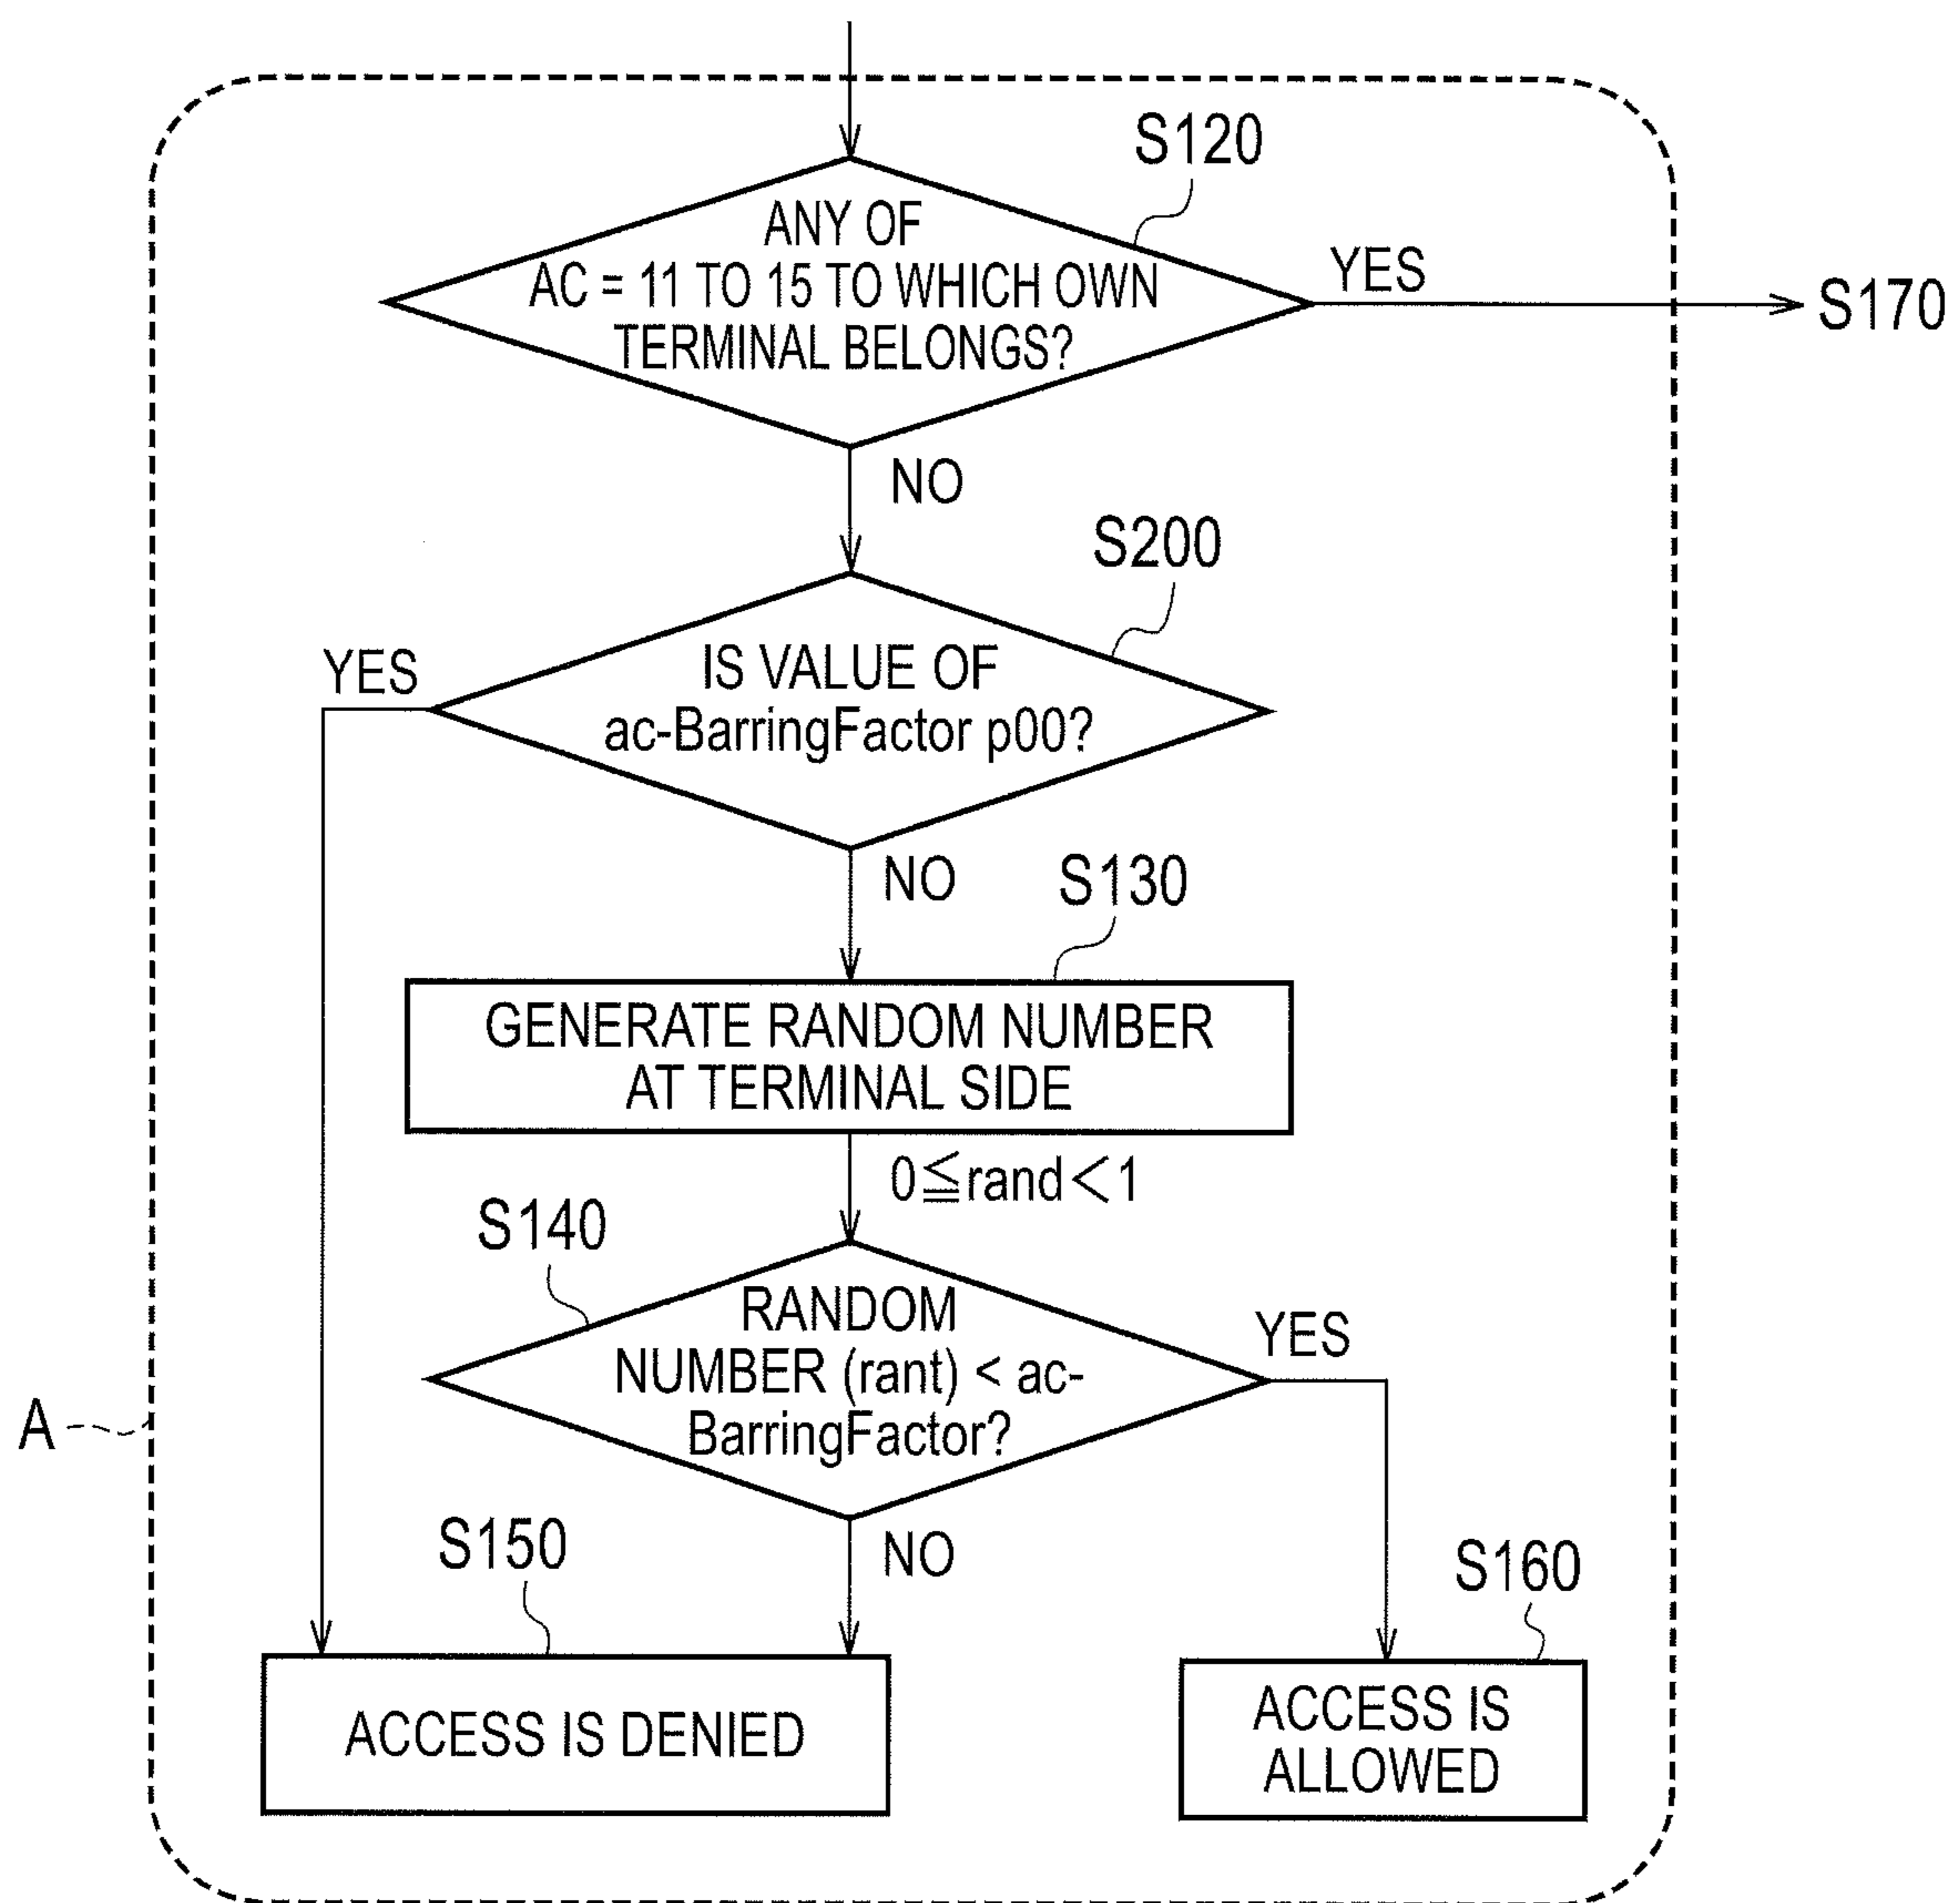 S120
ANY OF
AC = 11 TO 15 TO WHICH OWN
TERMINAL BELONGS?
YES
S170
NO
S200
IS VALUE OF
ac-BarringFactor p00?
YES
NO
S130
GENERATE RANDOM NUMBER
AT TERMINAL SIDE
0≦rand<1
S140
RANDOM
NUMBER (rant) < ac-
BarringFactor?
YES
A
NO
S150
ACCESS IS DENIED
S160
ACCESS IS
ALLOWED